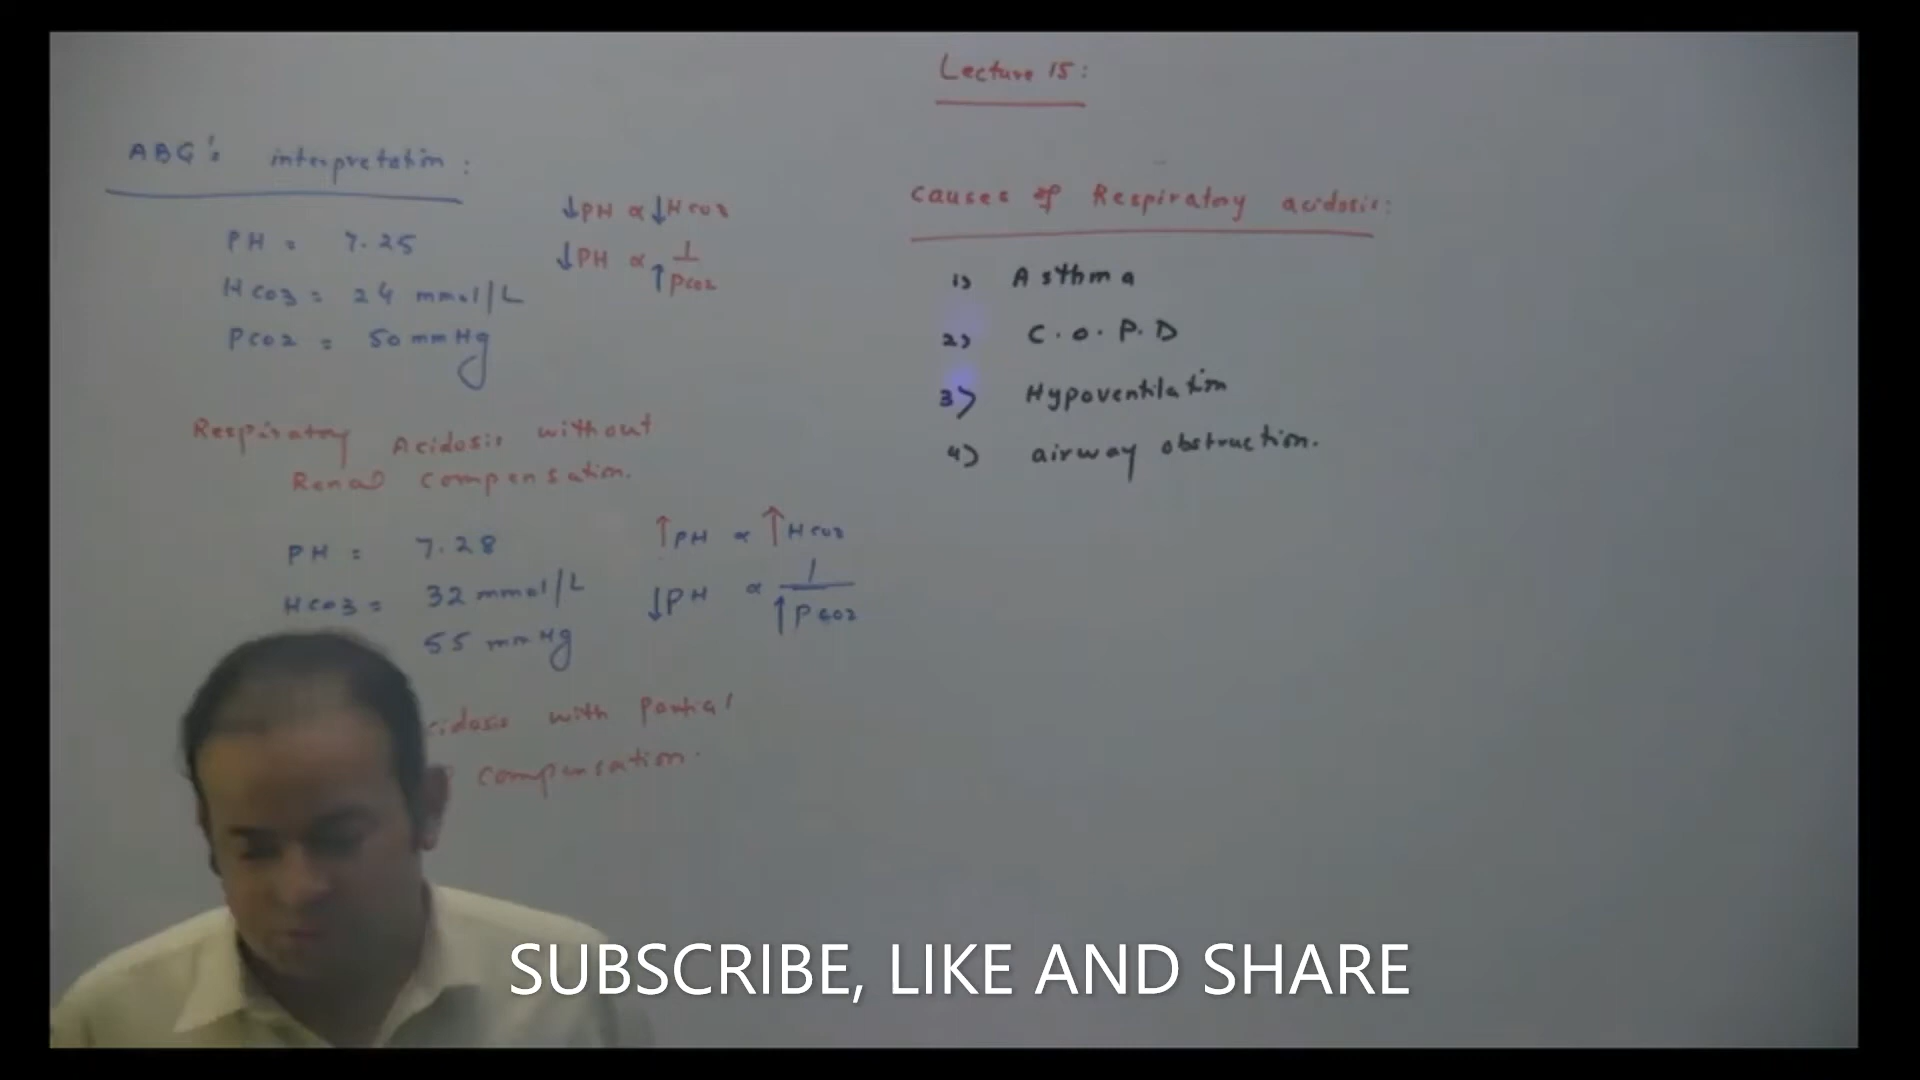 Lecture 15:
ABG's interpretation:
PH = 7.25
HCO3 = 24 mmol/L
PCO2 = 50 mmHg
↓PH ∝ ↓HCO3
↓PH ∝ 1
↑PCO2
Respiratory Acidosis without
Renal compensation.
PH = 7.28
HCO3 = 32 mmol/L
55 mmHg
↑PH ∝ ↑HCO3
↓PH ∝ 1
↑PCO2
cidosis with Partial
compensation.
causes of Respiratory acidosis:
1) Asthma
2) C.O.P.D
3) Hypoventilation
4) airway obstruction.
SUBSCRIBE, LIKE AND SHARE